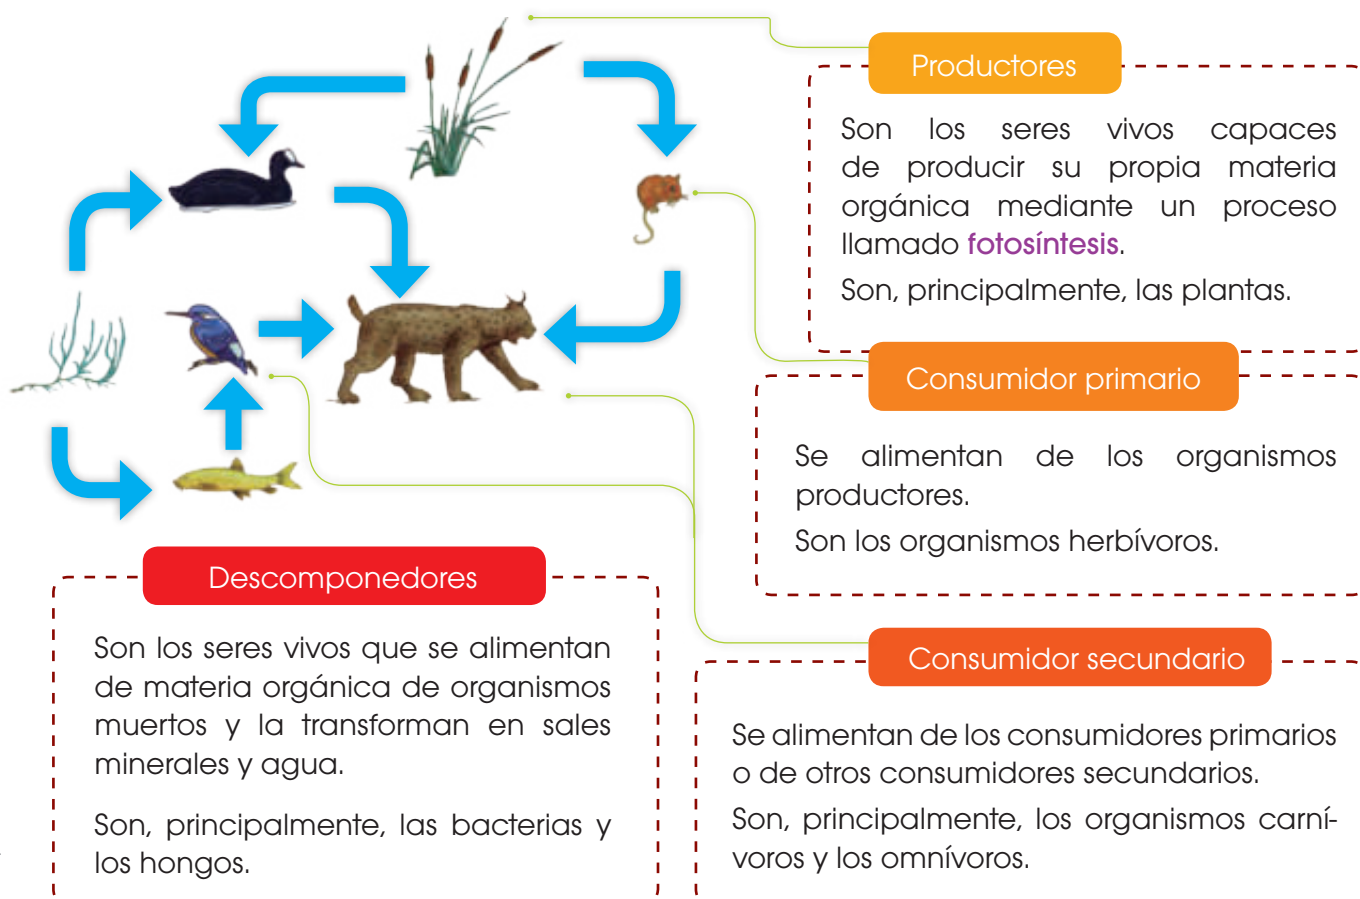 Productores
Son los seres vivos capaces
de producir su propia materia
orgánica mediante un proceso
llamado fotosíntesis.
Son, principalmente, las plantas.
Consumidor primario
Se alimentan de los organismos
productores.
Son los organismos herbívoros.
Descomponedores
Son los seres vivos que se alimentan
de materia orgánica de organismos
muertos y la transforman en sales
minerales y agua.
Son, principalmente, las bacterias y
los hongos.
Consumidor secundario
Se alimentan de los consumidores primarios
o de otros consumidores secundarios.
Son, principalmente, los organismos carní-
voros y los omnívoros.